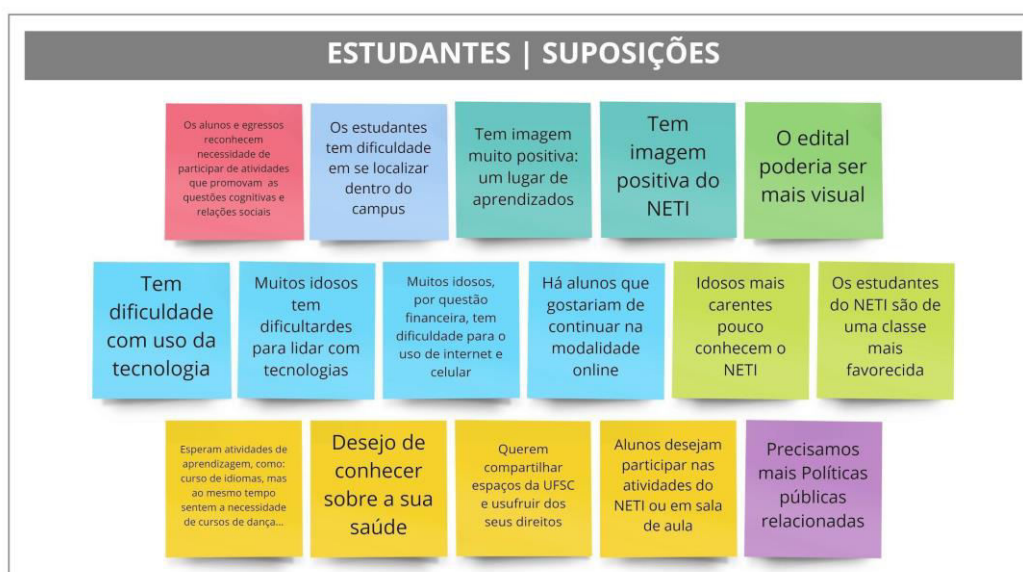 ESTUDANTES | SUPOSIÇÕES
Os alunos e egressos
reconhecem
necessidade de
participar de atividades
que promovam as
questões cognitivas e
relações sociais
Os estudantes
tem dificuldade
em se localizar
dentro do
campus
Tem imagem
muito positiva:
um lugar de
aprendizados
Tem
imagem
positiva do
NETI
O edital
poderia ser
mais visual
Tem
dificuldade
com uso da
tecnologia
Muitos idosos
tem
dificultardes
para lidar com
tecnologias
Muitos idosos,
por questão
financeira, tem
dificuldade para o
uso de internet e
celular
Há alunos que
gostariam de
continuar na
modalidade
online
Idosos mais
carentes
pouco
conhecem o
NETI
Os estudantes
do NETI são de
uma classe
mais
favorecida
Esperam atividades de
aprendizagem, como:
curso de idiomas, mas
ao mesmo tempo
sentem a necessidade
de cursos de dança...
Desejo de
conhecer
sobre a sua
saúde
Querem
compartilhar
espaços da UFSC
e usufruir dos
seus direitos
Alunos desejam
participar nas
atividades do
NETI ou em sala
de aula
Precisamos
mais Políticas
públicas
relacionadas